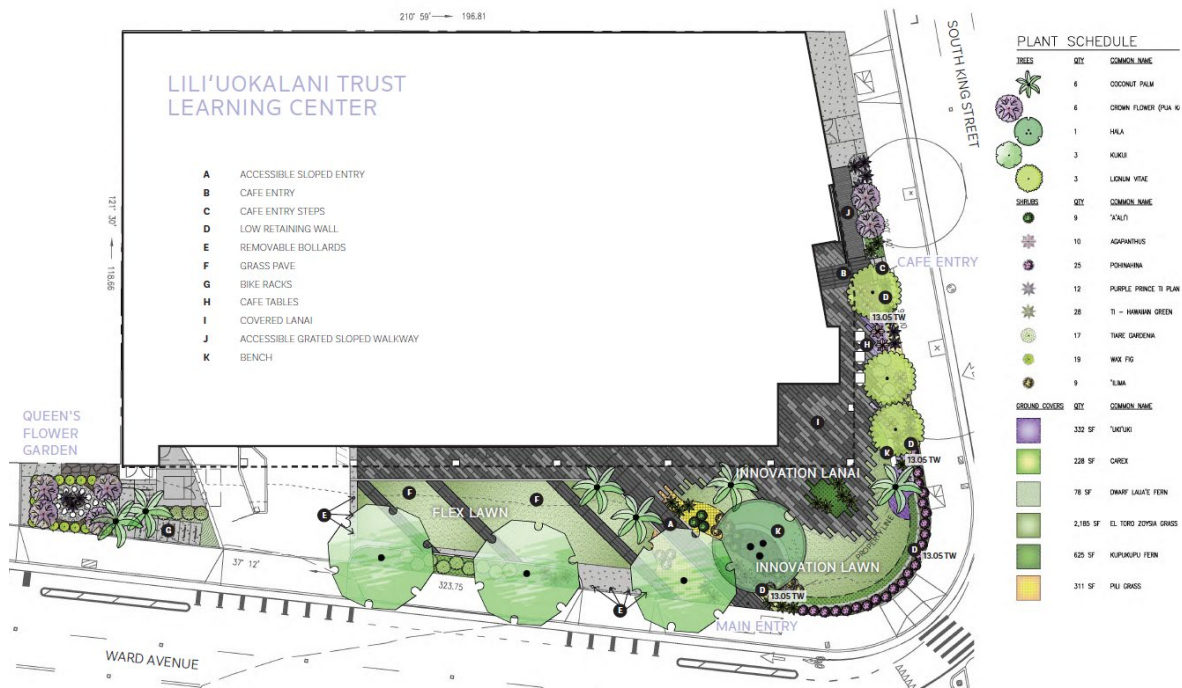 210° 59' 196.81
LILI'UOKALANI TRUST
LEARNING CENTER
A ACCESSIBLE SLOPED ENTRY
B CAFE ENTRY
C CAFE ENTRY STEPS
D LOW RETAINING WALL
E REMOVABLE BOLLARDS
F GRASS PAVE
G BIKE RACKS
H CAFE TABLES
I COVERED LANAI
J ACCESSIBLE GRATED SLOPED WALKWAY
K BENCH
121° 30' 118.66
SOUTH KING STREET
J
CAFE ENTRY
B
C
D
13.05 TW
H
I
D
K
13.05 TW
QUEEN'S
FLOWER
GARDEN
INNOVATION LANAI
F
F
FLEX LAWN
E
G
A
K
PROPERTY LINE
D
13.05 TW
INNOVATION LAWN
37° 12'
323.75
D
13.05 TW
E
MAIN ENTRY
WARD AVENUE
PLANT SCHEDULE
TREES QTY COMMON NAME
6 COCONUT PALM
6 CROWN FLOWER (PUA
1 HALA
3 KUKUI
3 LIGNUM VITAE
SHRUBS QTY COMMON NAME
9 'A'ALI'I
10 AGAPANTHUS
25 POHINAHINA
12 PURPLE PRINCE TI PLAN
28 TI - HAWAIIAN GREEN
17 TIARE GARDENIA
19 WAX FIG
9 'ILIMA
GROUND COVERS QTY COMMON NAME
332 SF 'UKI'UKI
228 SF CAREX
78 SF DWARF LAUA'E FERN
2,185 SF EL TORO ZOYSIA GRASS
625 SF KUPUKUPU FERN
311 SF PILI GRASS